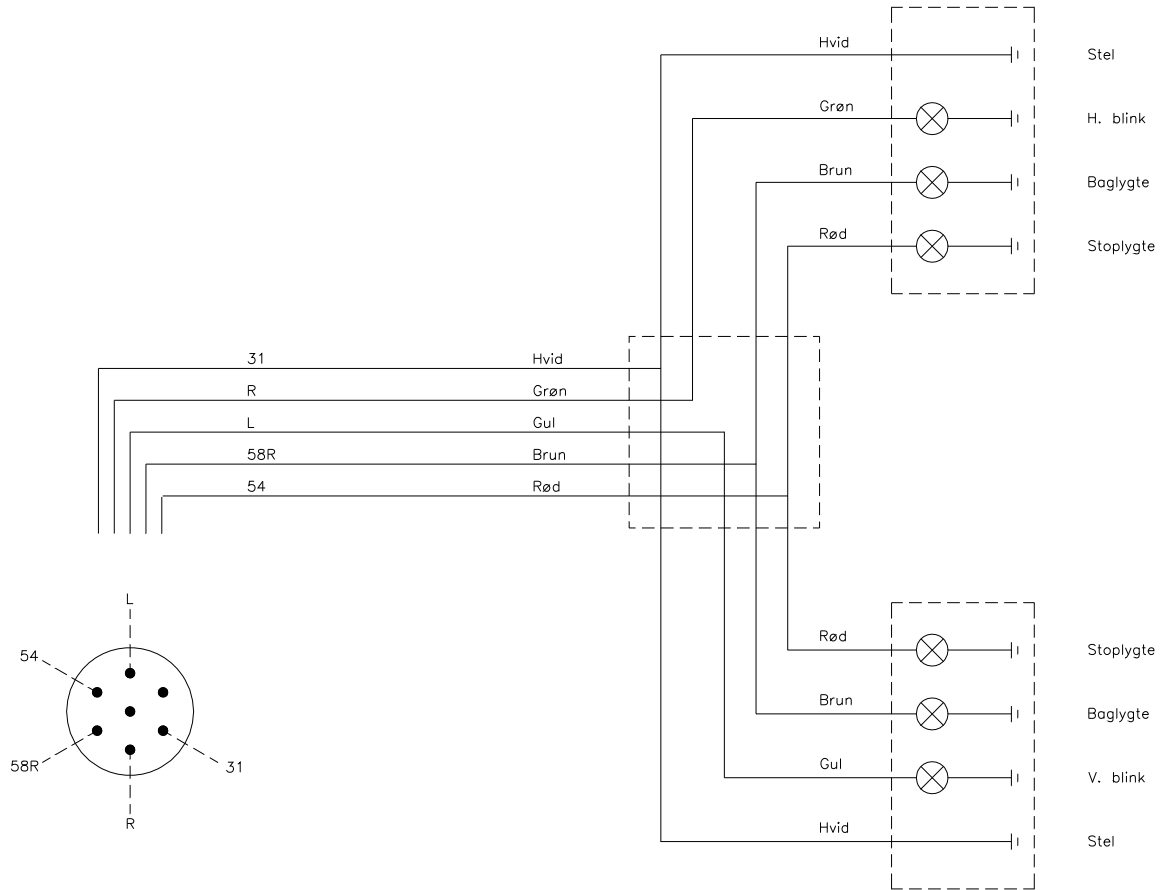 Hvid
Stel
Grøn
H. blink
Brun
Baglygte
Rød
Stoplygte
31
Hvid
R
Grøn
L
Gul
58R
Brun
54
Rød
L
54
58R
31
R
Rød
Stoplygte
Brun
Baglygte
Gul
V. blink
Hvid
Stel